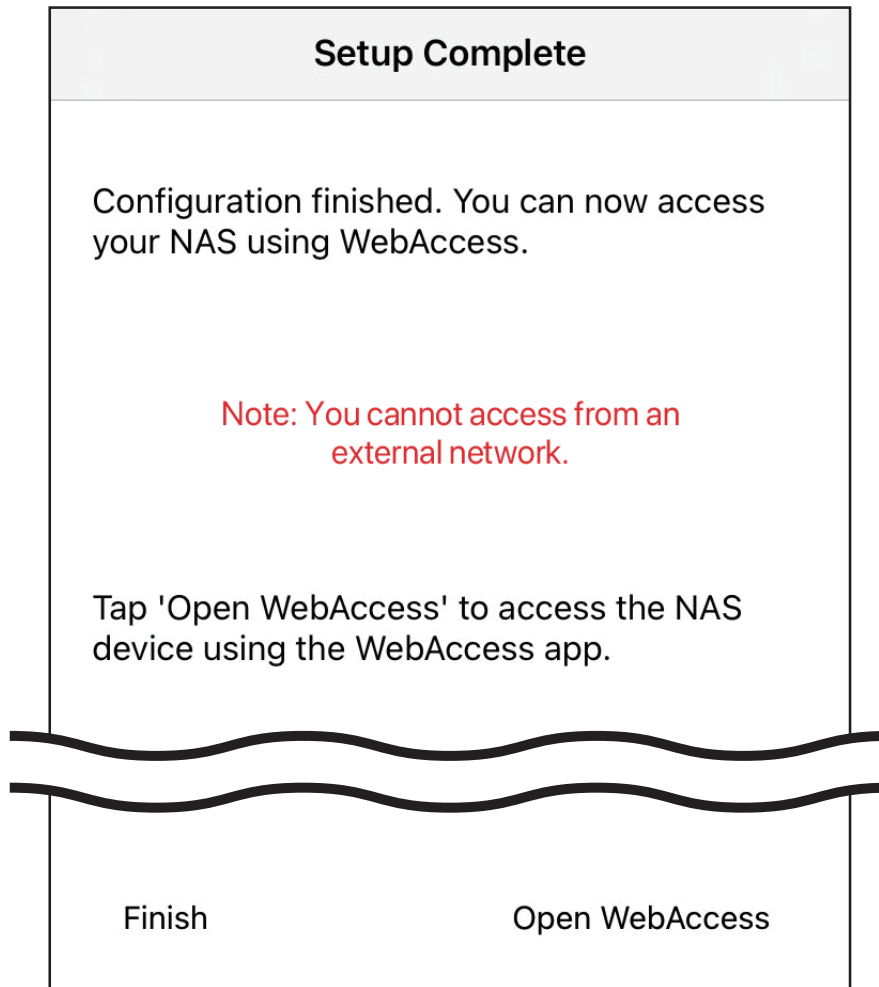 Setup Complete
Configuration finished. You can now access
your NAS using WebAccess.
Note: You cannot access from an
external network.
Tap 'Open WebAccess' to access the NAS
device using the WebAccess app.
Finish
Open WebAccess